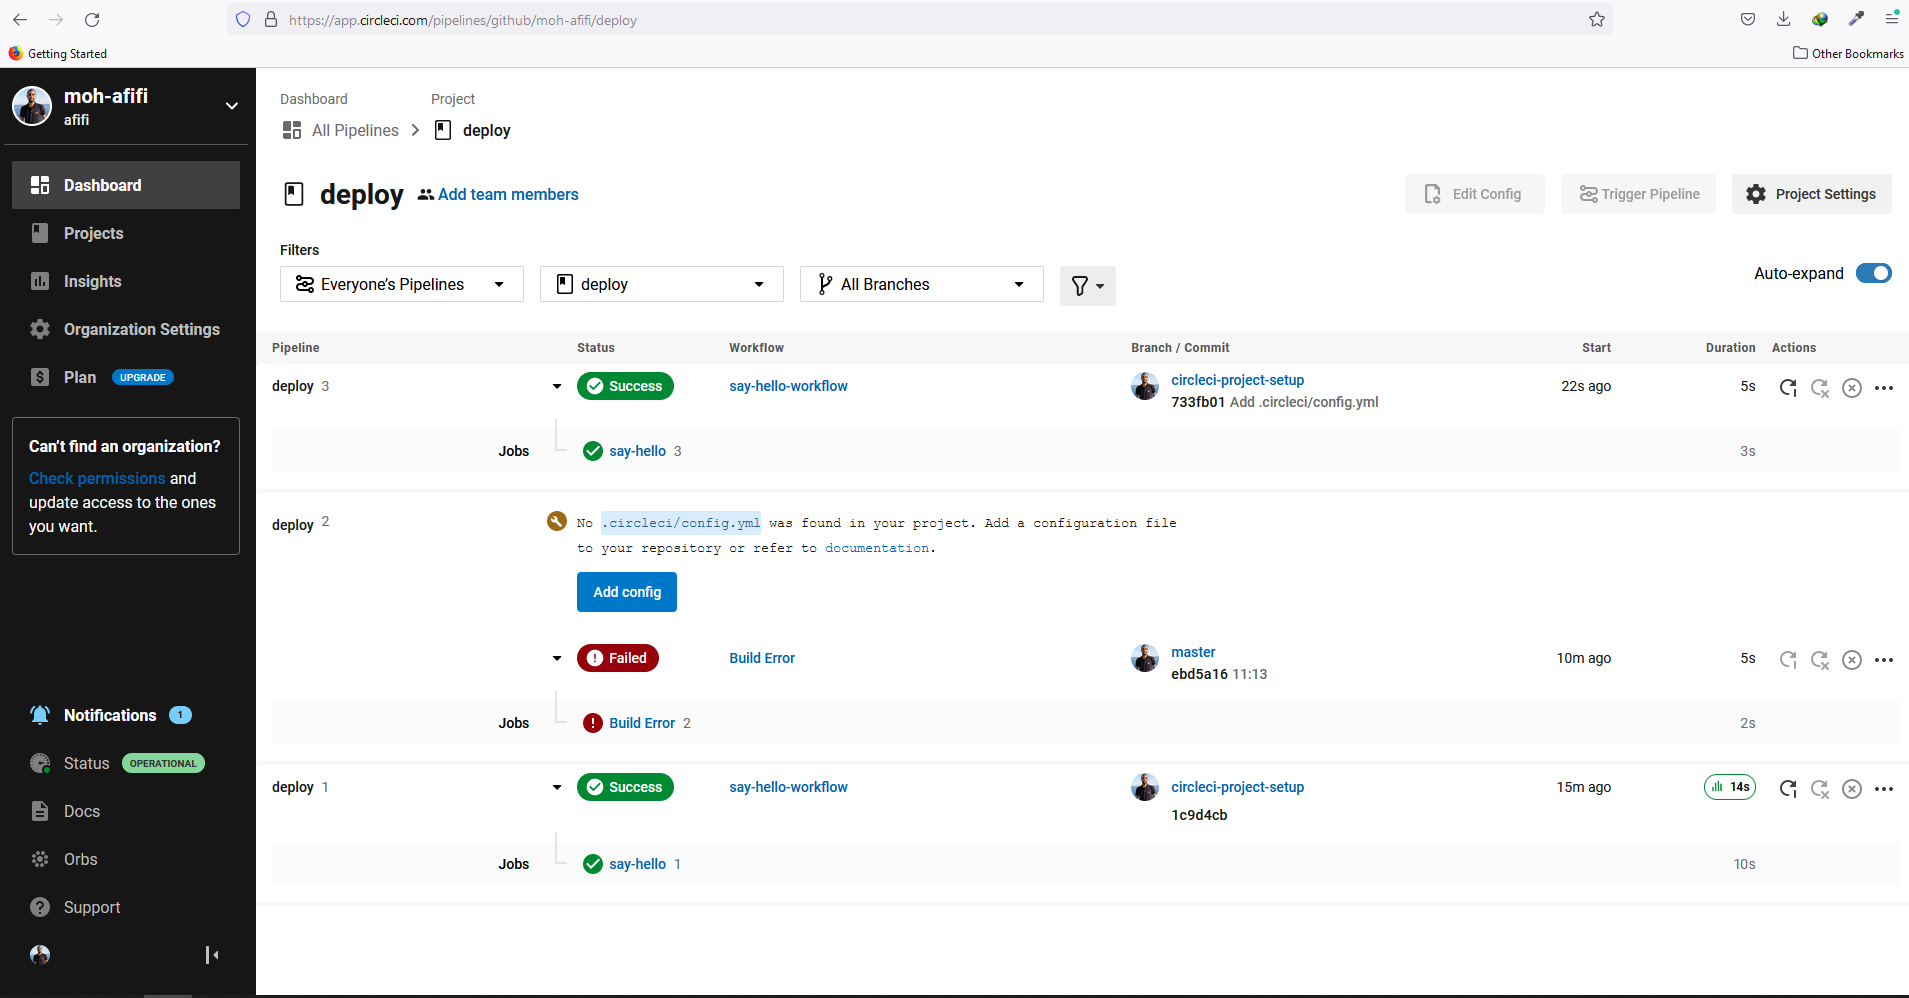 https://app.circleci.com/pipelines/github/moh-afifi/deploy
Getting Started
Other Bookmarks
moh-afifi
afifi
Dashboard
Projects
Insights
Organization Settings
Plan UPGRADE
Can't find an organization?
Check permissions and
update access to the ones
you want.
Notifications 1
Status OPERATIONAL
Docs
Orbs
Support
Dashboard Project
All Pipelines deploy
deploy Add team members
Edit Config Trigger Pipeline Project Settings
Filters
Everyone's Pipelines deploy All Branches
Auto-expand
Pipeline Status Workflow Branch / Commit Start Duration Actions
deploy 3 Success say-hello-workflow circleci-project-setup 22s ago 5s
733fb01 Add .circleci/config.yml
Jobs say-hello 3 3s
deploy 2 No .circleci/config.yml was found in your project. Add a configuration file
to your repository or refer to documentation.
Add config
Failed Build Error master 10m ago 5s
ebd5a16 11:13
Jobs Build Error 2 2s
deploy 1 Success say-hello-workflow circleci-project-setup 15m ago 14s
1c9d4cb
Jobs say-hello 1 10s